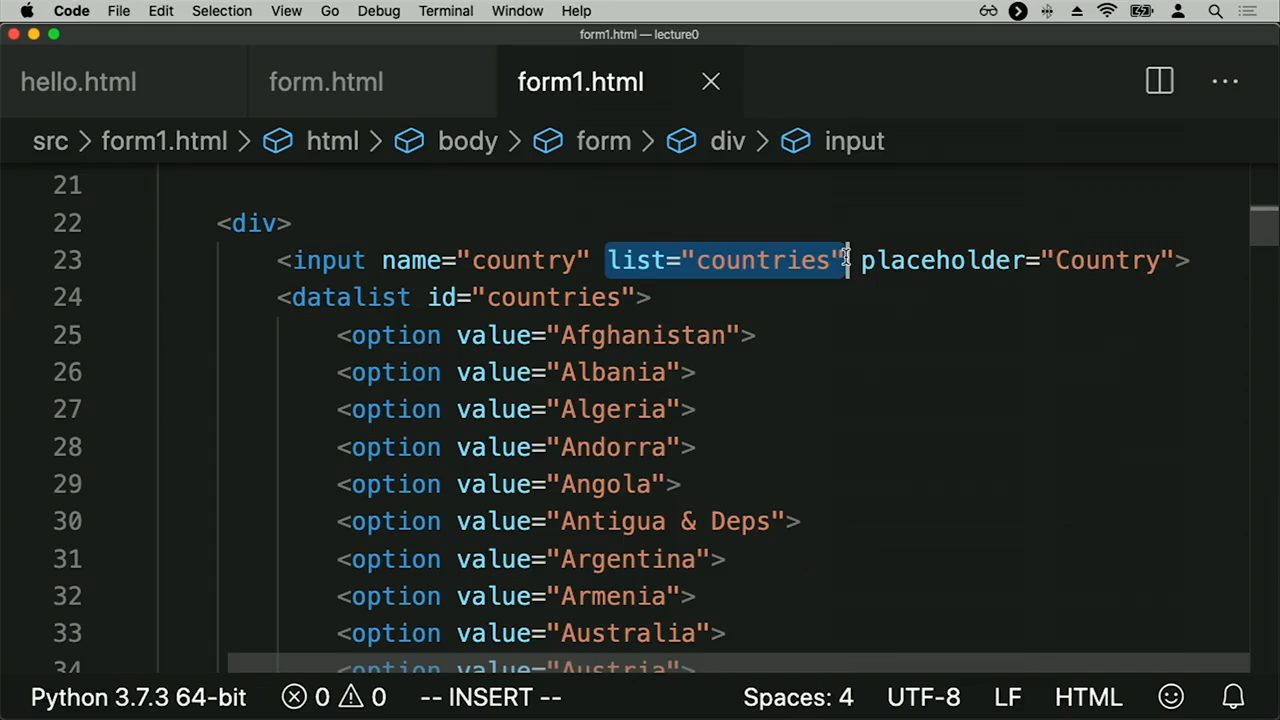 Code File Edit Selection View Go Debug Terminal Window Help
form1.html — lecture0
hello.html form.html form1.html
src > form1.html > html > body > form > div > input
21
22 <div>
23 <input name="country" list="countries" placeholder="Country">
24 <datalist id="countries">
25 <option value="Afghanistan">
26 <option value="Albania">
27 <option value="Algeria">
28 <option value="Andorra">
29 <option value="Angola">
30 <option value="Antigua & Deps">
31 <option value="Argentina">
32 <option value="Armenia">
33 <option value="Australia">
34 <option value="Austria">
Python 3.7.3 64-bit 0 0 -- INSERT -- Spaces: 4 UTF-8 LF HTML